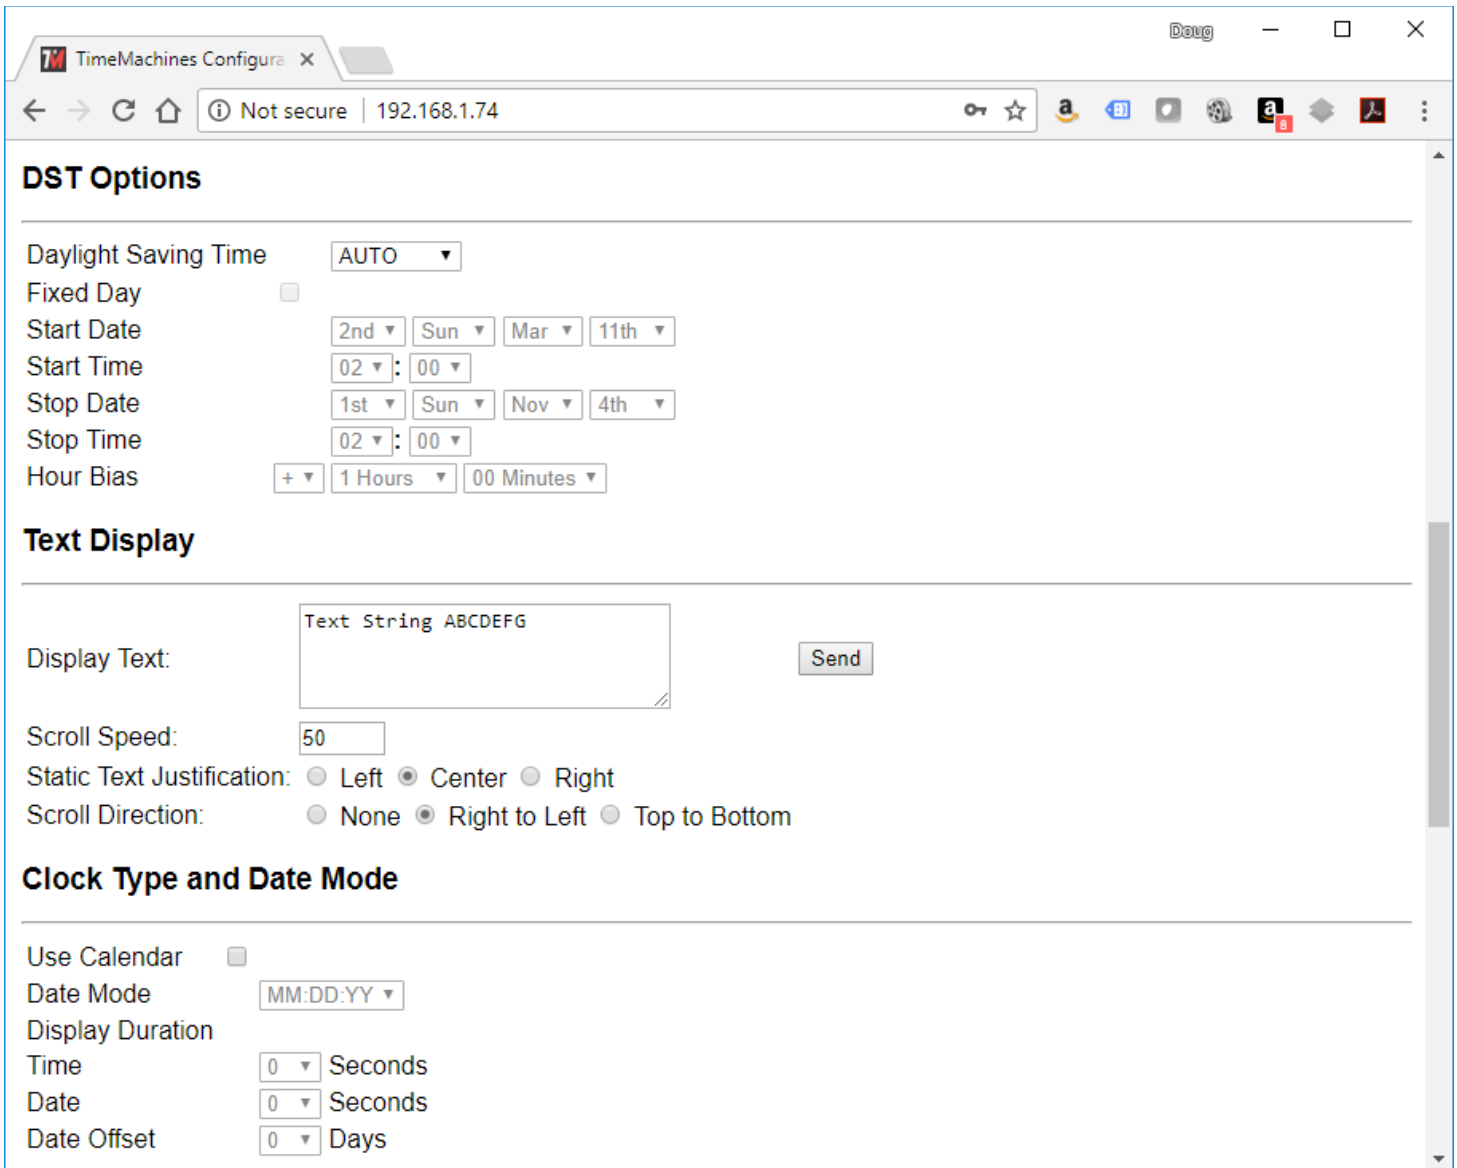 Doug
TimeMachines Configura
Not secure | 192.168.1.74
8
DST Options
Daylight Saving Time AUTO
Fixed Day
Start Date 2nd Sun Mar 11th
Start Time 02 : 00
Stop Date 1st Sun Nov 4th
Stop Time 02 : 00
Hour Bias + 1 Hours 00 Minutes
Text Display
Text String ABCDEFG
Display Text: Send
Scroll Speed: 50
Static Text Justification: Left Center Right
Scroll Direction: None Right to Left Top to Bottom
Clock Type and Date Mode
Use Calendar
Date Mode MM:DD:YY
Display Duration
Time 0 Seconds
Date 0 Seconds
Date Offset 0 Days